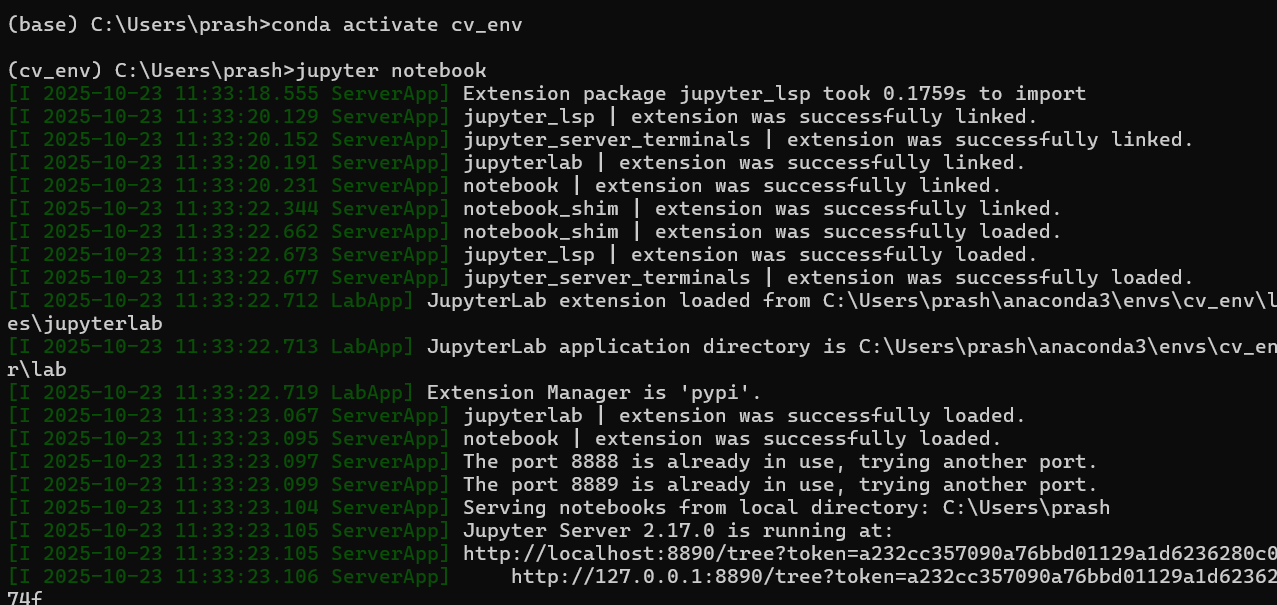 (base) C:\Users\prash>conda activate cv_env
(cv_env) C:\Users\prash>jupyter notebook
[I 2025-10-23 11:33:18.555 ServerApp] Extension package jupyter_lsp took 0.1759s to import
[I 2025-10-23 11:33:20.129 ServerApp] jupyter_lsp | extension was successfully linked.
[I 2025-10-23 11:33:20.152 ServerApp] jupyter_server_terminals | extension was successfully linked.
[I 2025-10-23 11:33:20.191 ServerApp] jupyterlab | extension was successfully linked.
[I 2025-10-23 11:33:20.231 ServerApp] notebook | extension was successfully linked.
[I 2025-10-23 11:33:22.344 ServerApp] notebook_shim | extension was successfully linked.
[I 2025-10-23 11:33:22.662 ServerApp] notebook_shim | extension was successfully loaded.
[I 2025-10-23 11:33:22.673 ServerApp] jupyter_lsp | extension was successfully loaded.
[I 2025-10-23 11:33:22.677 ServerApp] jupyter_server_terminals | extension was successfully loaded.
[I 2025-10-23 11:33:22.712 LabApp] JupyterLab extension loaded from C:\Users\prash\anaconda3\envs\cv_env\l
es\jupyterlab
[I 2025-10-23 11:33:22.713 LabApp] JupyterLab application directory is C:\Users\prash\anaconda3\envs\cv_en
r\lab
[I 2025-10-23 11:33:22.719 LabApp] Extension Manager is 'pypi'.
[I 2025-10-23 11:33:23.067 ServerApp] jupyterlab | extension was successfully loaded.
[I 2025-10-23 11:33:23.095 ServerApp] notebook | extension was successfully loaded.
[I 2025-10-23 11:33:23.097 ServerApp] The port 8888 is already in use, trying another port.
[I 2025-10-23 11:33:23.099 ServerApp] The port 8889 is already in use, trying another port.
[I 2025-10-23 11:33:23.104 ServerApp] Serving notebooks from local directory: C:\Users\prash
[I 2025-10-23 11:33:23.105 ServerApp] Jupyter Server 2.17.0 is running at:
[I 2025-10-23 11:33:23.105 ServerApp] http://localhost:8890/tree?token=a232cc357090a76bbd01129a1d6236280c0
[I 2025-10-23 11:33:23.106 ServerApp]     http://127.0.0.1:8890/tree?token=a232cc357090a76bbd01129a1d62362
74f